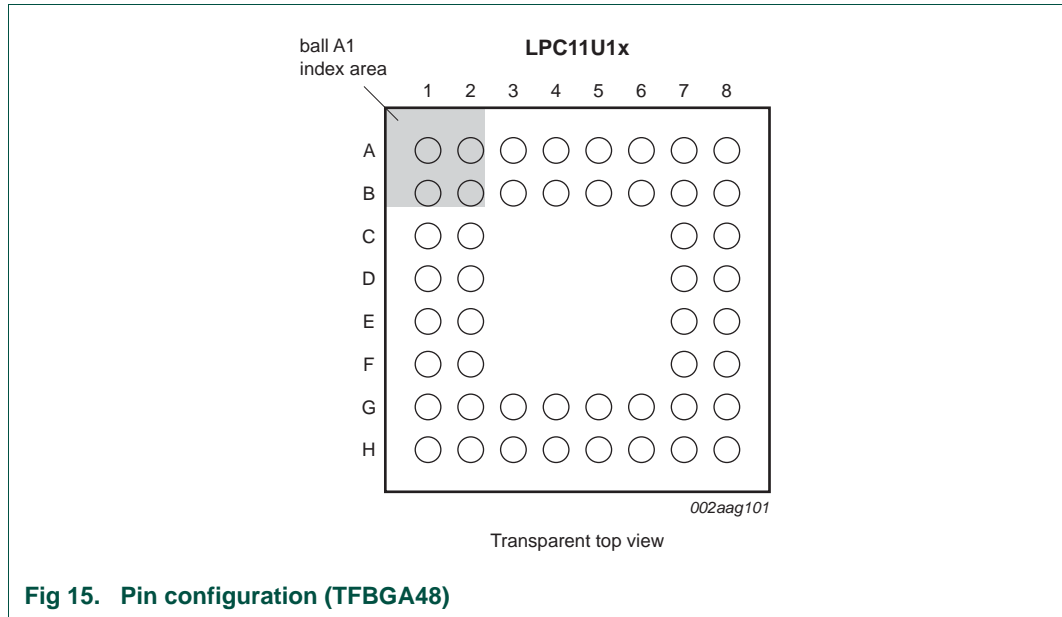 ball A1
index area
LPC11U1x
1 2 3 4 5 6 7 8
A
B
C
D
E
F
G
H
002aag101
Transparent top view
Fig 15. Pin configuration (TFBGA48)